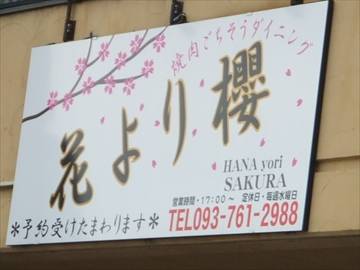 焼肉ごちそうダイニング
花より櫻
HANA yori
SAKURA
営業時間・17:00～ 定休日・毎週水曜日
＊予約受けたまわります＊
TEL093-761-2988